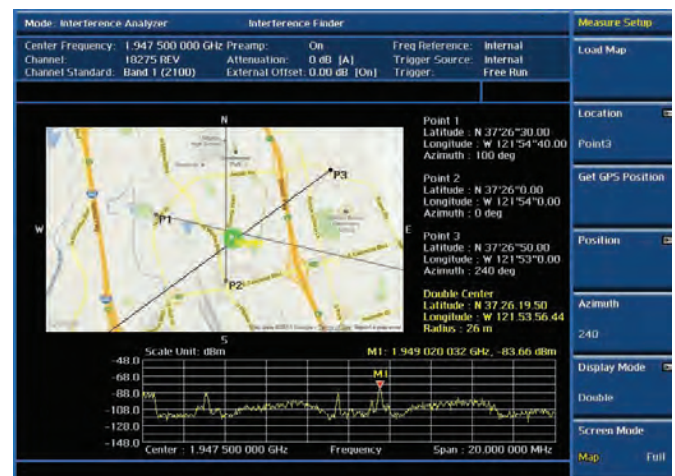 Mode: Interference Analyzer Interference Finder
Measure Setup
Center Frequency: 1.947 500 000 GHz Preamp: On Freq Reference: Internal
Channel: 18275 REV Attenuation: 0 dB [A] Trigger Source: Internal
Channel Standard: Band 1 (2100) External Offset: 0.00 dB [On] Trigger: Free Run
Load Map
Location
Point3
Get GPS Position
Position
Azimuth
240
Display Mode
Double
Screen Mode
Map Full
N
W
E
S
P1
P2
P3
Point 1
Latitude : N 37'26"30.00
Longitude : W 121'54"40.00
Azimuth : 100 deg
Point 2
Latitude : N 37'26"0.00
Longitude : W 121'54"0.00
Azimuth : 0 deg
Point 3
Latitude : N 37'26"50.00
Longitude : W 121'53"0.00
Azimuth : 240 deg
Double Center
Latitude : N 37.26.19.50
Longitude : W 121.53.56.44
Radius : 26 m
Scale Unit: dBm M1: 1.949 020 032 GHz, -83.66 dBm
M1
-48.0
-68.0
-88.0
-108.0
-128.0
-148.0
Center : 1.947 500 000 GHz Frequency Span : 20.000 000 MHz